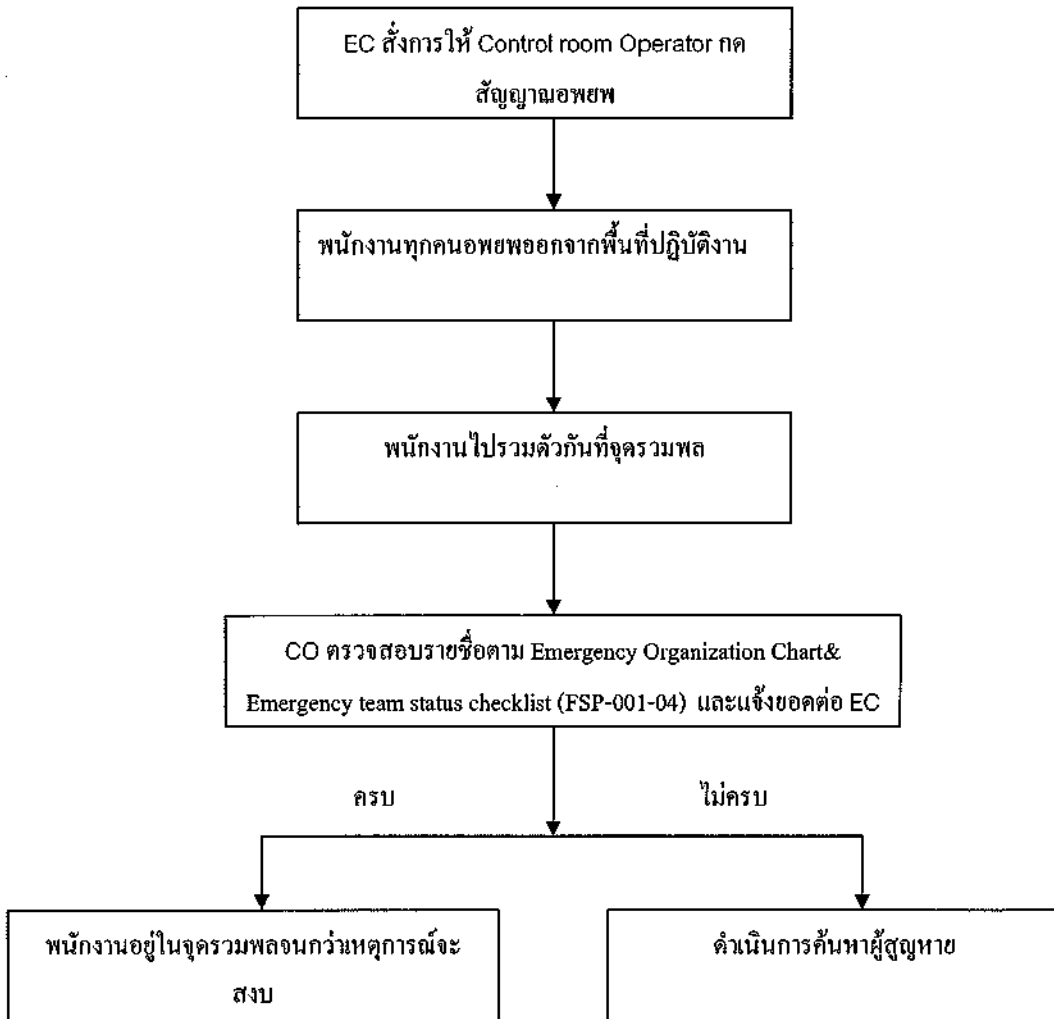 EC สั่งการให้ Control room Operator กด
สัญญาณอพยพ
พนักงานทุกคนอพยพออกจากพื้นที่ปฏิบัติงาน
พนักงานไปรวมตัวกันที่จุดรวมพล
CO ตรวจสอบรายชื่อตาม Emergency Organization Chart&
Emergency team status checklist (FSP-001-04) และแจ้งยอดต่อ EC
ครบ
ไม่ครบ
พนักงานอยู่ในจุดรวมพลจนกว่าเหตุการณ์จะ
สงบ
ดำเนินการค้นหาผู้สูญหาย